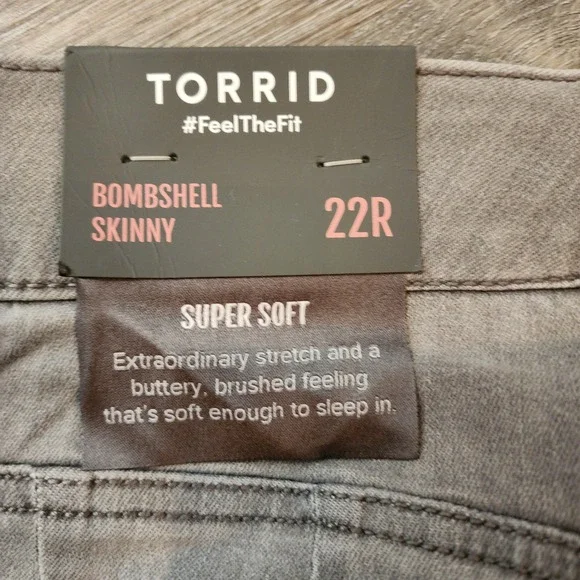 TORRID
#FeelTheFit
BOMBSHELL
SKINNY
22R
SUPER SOFT
Extraordinary stretch and a
buttery, brushed feeling
that's soft enough to sleep in.